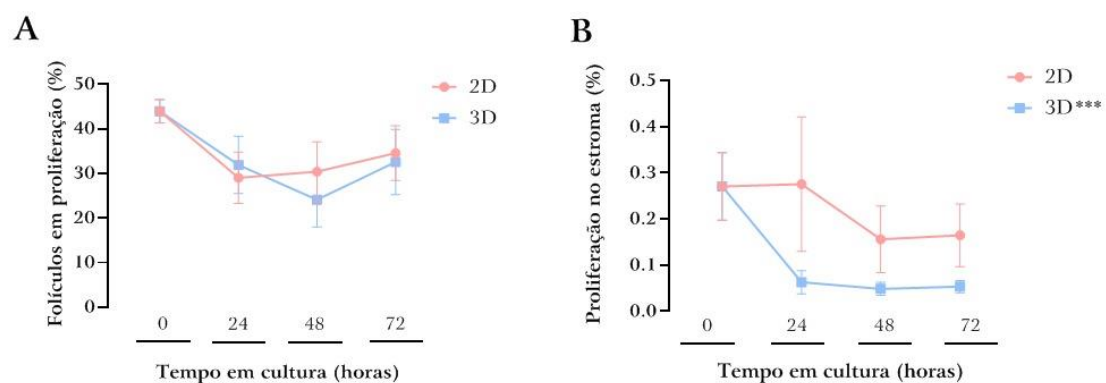 A
Folículos em proliferação (%)
50
40
30
20
10
0
0 24 48 72
Tempo em cultura (horas)
2D
3D
B
Proliferação no estroma (%)
0.5
0.4
0.3
0.2
0.1
0.0
0 24 48 72
Tempo em cultura (horas)
2D
3D***